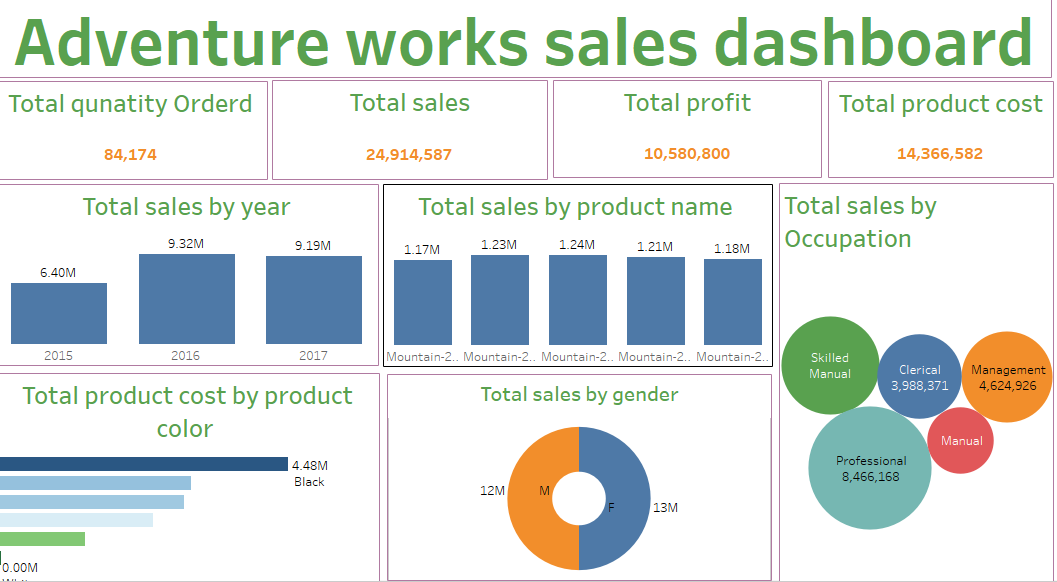 Adventure works sales dashboard
Total qunatity Orderd
84,174
Total sales
24,914,587
Total profit
10,580,800
Total product cost
14,366,582
Total sales by year
6.40M
9.32M
9.19M
2015
2016
2017
Total sales by product name
1.17M
1.23M
1.24M
1.21M
1.18M
Mountain-2..
Mountain-2..
Mountain-2..
Mountain-2..
Mountain-2..
Total sales by
Occupation
Skilled
Manual
Clerical
3,988,371
Management
4,624,926
Manual
Professional
8,466,168
Total product cost by product
color
4.48M
Black
0.00M
Total sales by gender
12M
M
F
13M